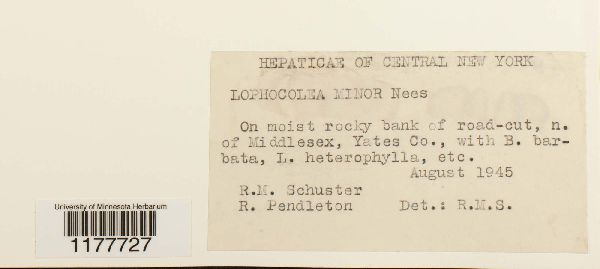 HEPATICAE OF CENTRAL NEW YORK
LOPHOCOLEA MINOR Nees
On moist rocky bank of road-cut, n.
of Middlesex, Yates Co., with B. bar-
bata, L. heterophylla, etc.
August 1945
R.M. Schuster
R. Pendleton Det.: R.M.S.
University of Minnesota Herbarium
1177727